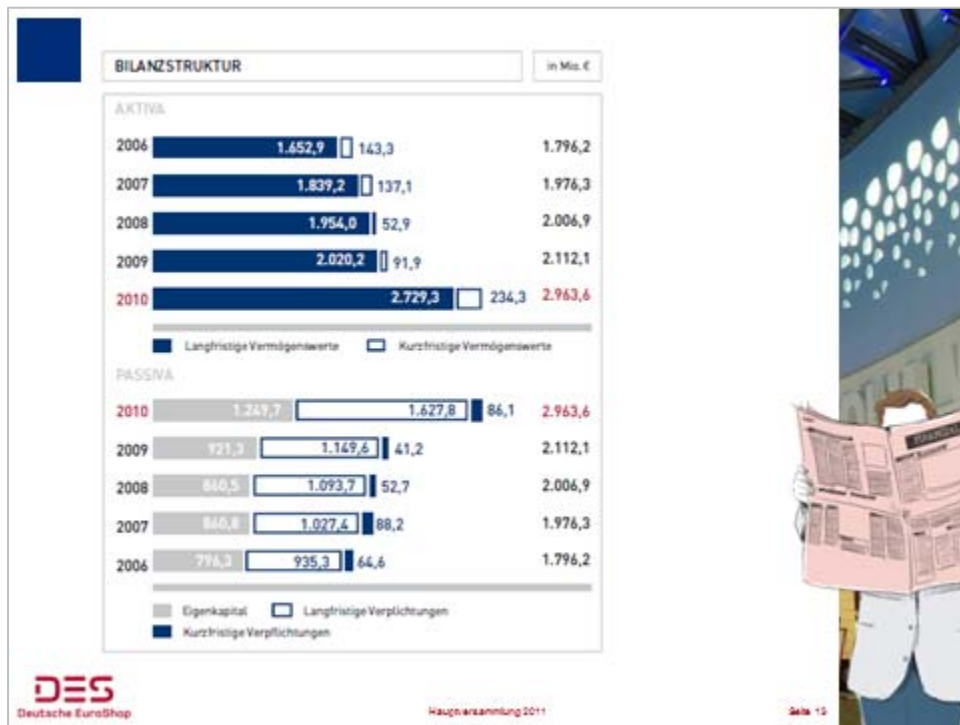 BILANZSTRUKTUR in Mio. €
AKTIVA
2006 1.652,9 143,3 1.796,2
2007 1.839,2 137,1 1.976,3
2008 1.954,0 52,9 2.006,9
2009 2.020,2 91,9 2.112,1
2010 2.729,3 234,3 2.963,6
Langfristige Vermögenswerte Kurzfristige Vermögenswerte
PASSIVA
2010 1.249,7 1.627,8 86,1 2.963,6
2009 921,3 1.149,6 41,2 2.112,1
2008 860,5 1.093,7 52,7 2.006,9
2007 860,8 1.027,4 88,2 1.976,3
2006 796,3 935,3 64,6 1.796,2
Eigenkapital Langfristige Verplichtungen
Kurzfristige Verpflichtungen
FINANCIAL
DES
Deutsche EuroShop
Hauptversammlung 2011
Seite 13